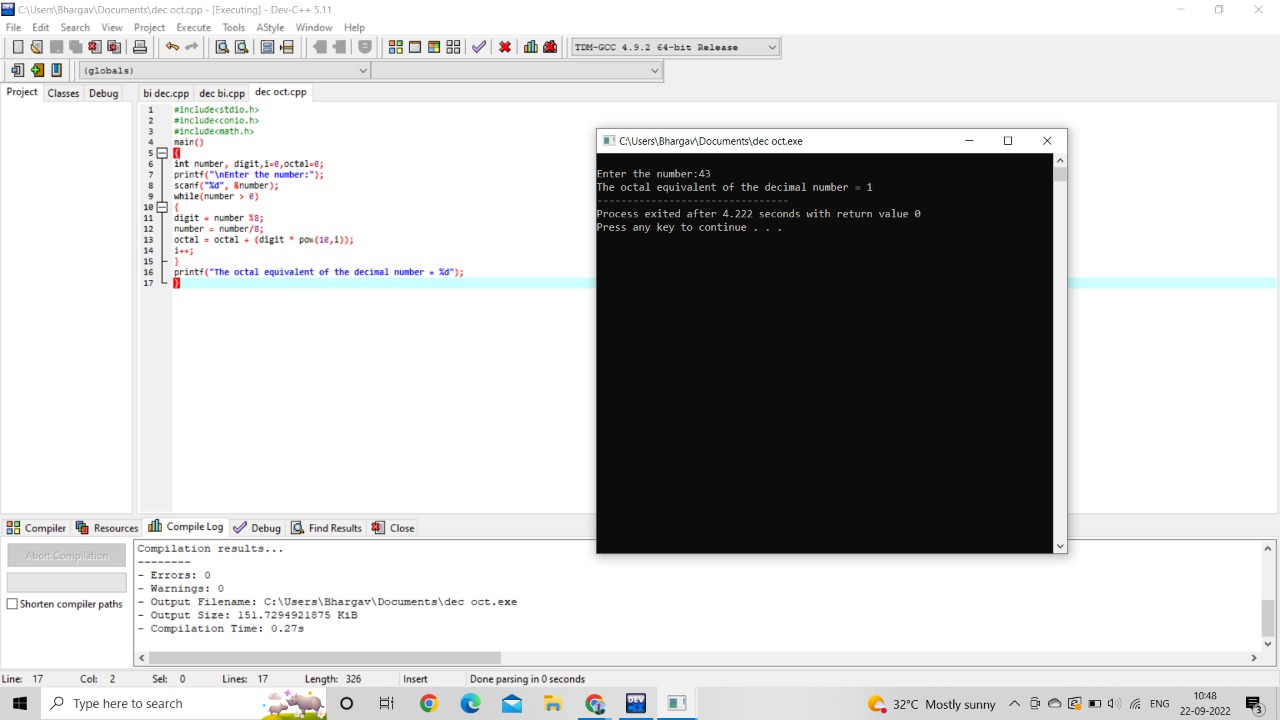 C:\Users\Bhargav\Documents\dec oct.cpp - [Executing] - Dev-C++ 5.11
File Edit Search View Project Execute Tools AStyle Window Help
TDM-GCC 4.9.2 64-bit Release
(globals)
Project Classes Debug
bi dec.cpp dec bi.cpp dec oct.cpp
1 #include<stdio.h>
2 #include<conio.h>
3 #include<math.h>
4 main()
5 {
6 int number, digit,i=0,octal=0;
7 printf("\nEnter the number:");
8 scanf("%d", &number);
9 while(number > 0)
10 {
11 digit = number %8;
12 number = number/8;
13 octal = octal + (digit * pow(10,i));
14 i++;
15 }
16 printf("The octal equivalent of the decimal number = %d");
17 }
C:\Users\Bhargav\Documents\dec oct.exe
Enter the number:43
The octal equivalent of the decimal number = 1
--------------------------------
Process exited after 4.222 seconds with return value 0
Press any key to continue . . .
Compiler Resources Compile Log Debug Find Results Close
Abort Compilation
Shorten compiler paths
Compilation results...
--------
- Errors: 0
- Warnings: 0
- Output Filename: C:\Users\Bhargav\Documents\dec oct.exe
- Output Size: 151.7294921875 KiB
- Compilation Time: 0.27s
Line: 17 Col: 2 Sel: 0 Lines: 17 Length: 326 Insert Done parsing in 0 seconds
Type here to search
32°C Mostly sunny
ENG
10:48
22-09-2022
3